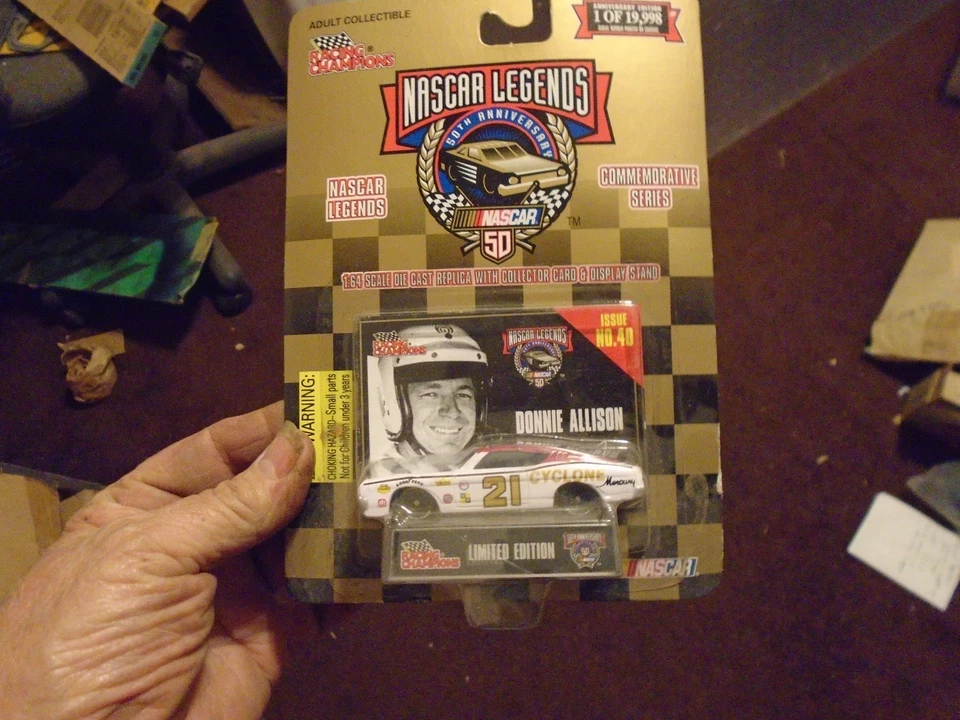 ADULT COLLECTIBLE
ANNIVERSARY EDITION
1 OF 19,998
RACING
CHAMPIONS®
NASCAR LEGENDS
50TH ANNIVERSARY
NASCAR
LEGENDS
COMMEMORATIVE
SERIES
NASCAR
TM
50
1:64 SCALE DIE CAST REPLICA WITH COLLECTOR CARD & DISPLAY STAND
ISSUE
NO.40
RACING
CHAMPIONS
NASCAR LEGENDS
50
WARNING:
CHOKING HAZARD–Small parts
Not for Children under 3 years
DONNIE ALLISON
CYCLONE
Mercury
GOODYEAR
21
RACING
CHAMPIONS
LIMITED EDITION
NASCAR